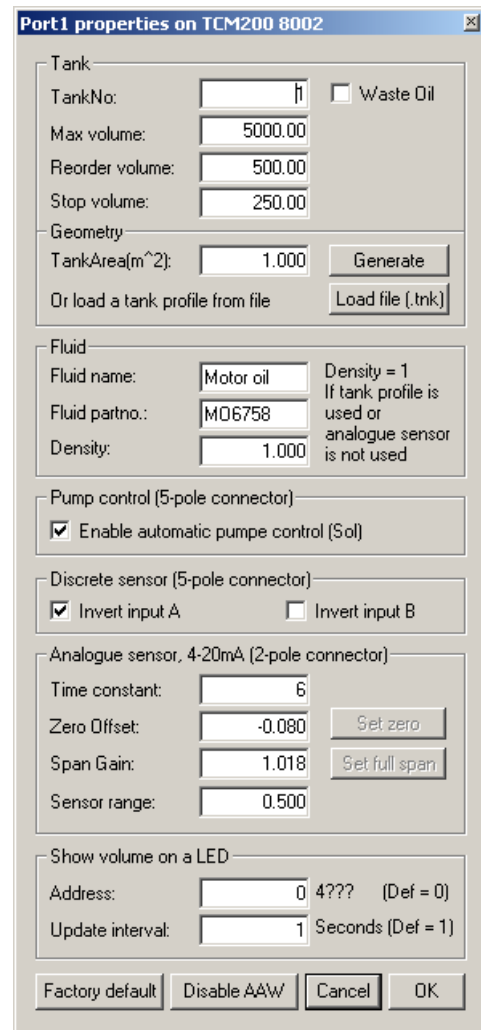 Port1 properties on TCM200 8002
Tank
TankNo: 1 Waste Oil
Max volume: 5000.00
Reorder volume: 500.00
Stop volume: 250.00
Geometry
TankArea(m^2): 1.000 Generate
Or load a tank profile from file Load file (.tnk)
Fluid
Fluid name: Motor oil
Fluid partno.: MO6758
Density: 1.000
Density = 1
If tank profile is
used or
analogue sensor
is not used
Pump control (5-pole connector)
Enable automatic pumpe control (Sol)
Discrete sensor (5-pole connector)
Invert input A Invert input B
Analogue sensor, 4-20mA (2-pole connector)
Time constant: 6
Zero Offset: -0.080 Set zero
Span Gain: 1.018 Set full span
Sensor range: 0.500
Show volume on a LED
Address: 0 4??? (Def = 0)
Update interval: 1 Seconds (Def = 1)
Factory default Disable AAW Cancel OK